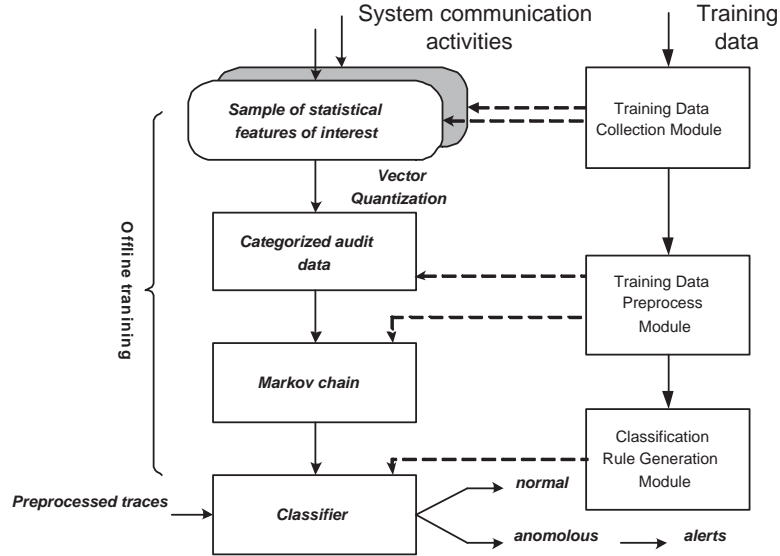 System communication
activities
Training
data
Sample of statistical
features of interest
Training Data
Collection Module
Vector
Quantization
Categorized audit
data
Training Data
Preprocess
Module
Offline tranining
Markov chain
Classification
Rule Generation
Module
Preprocessed traces
Classifier
normal
anomolous
alerts